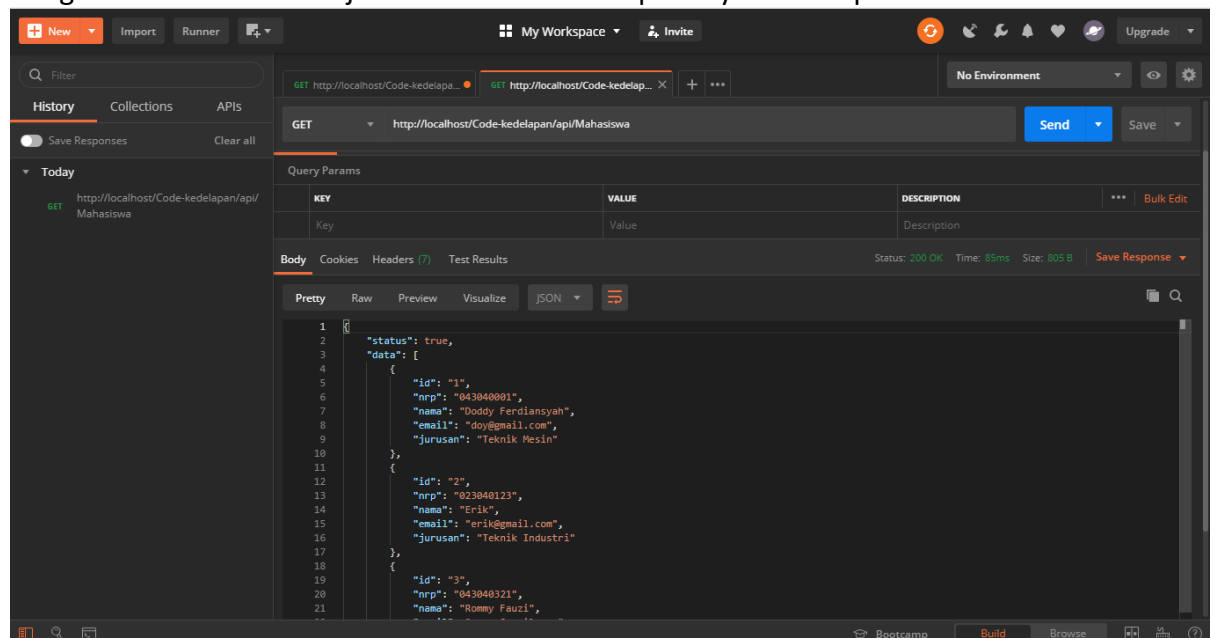 New Import Runner My Workspace Invite Upgrade
Filter
History Collections APIs
Save Responses Clear all
Today
GET http://localhost/Code-kedelapan/api/
Mahasiswa
GET http://localhost/Code-kedelapa... GET http://localhost/Code-kedelap... No Environment
GET http://localhost/Code-kedelapan/api/Mahasiswa Send Save
Query Params
KEY VALUE DESCRIPTION Bulk Edit
Key Value Description
Body Cookies Headers (7) Test Results Status: 200 OK Time: 85ms Size: 805 B Save Response
Pretty Raw Preview Visualize JSON
1 {
2 "status": true,
3 "data": [
4 {
5 "id": "1",
6 "nrp": "043040001",
7 "nama": "Doddy Ferdiansyah",
8 "email": "doy@gmail.com",
9 "jurusan": "Teknik Mesin"
10 },
11 {
12 "id": "2",
13 "nrp": "023040123",
14 "nama": "Erik",
15 "email": "erik@gmail.com",
16 "jurusan": "Teknik Industri"
17 },
18 {
19 "id": "3",
20 "nrp": "043040321",
21 "nama": "Rommy Fauzi",
Bootcamp Build Browse